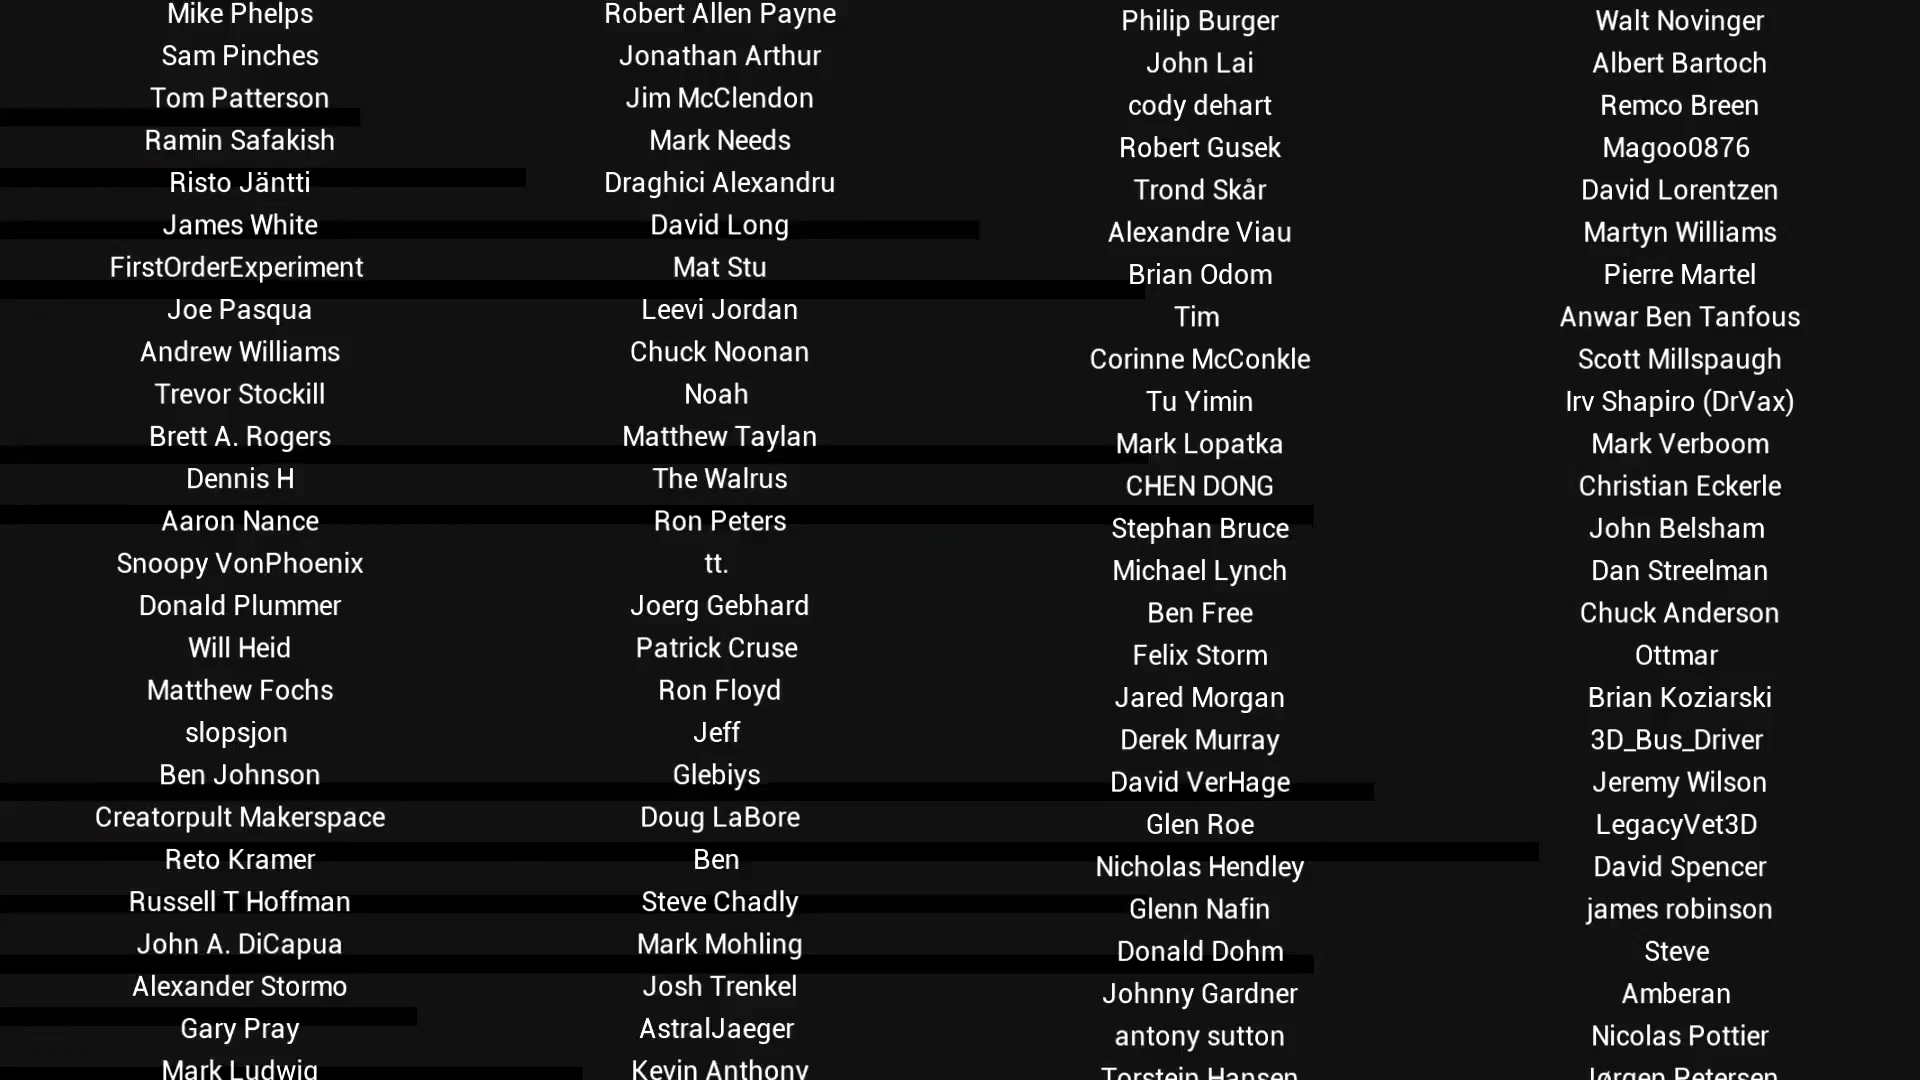 Mike Phelps
Sam Pinches
Tom Patterson
Ramin Safakish
Risto Jäntti
James White
FirstOrderExperiment
Joe Pasqua
Andrew Williams
Trevor Stockill
Brett A. Rogers
Dennis H
Aaron Nance
Snoopy VonPhoenix
Donald Plummer
Will Heid
Matthew Fochs
slopsjon
Ben Johnson
Creatorpult Makerspace
Reto Kramer
Russell T Hoffman
John A. DiCapua
Alexander Stormo
Gary Pray
Mark Ludwig
Robert Allen Payne
Jonathan Arthur
Jim McClendon
Mark Needs
Draghici Alexandru
David Long
Mat Stu
Leevi Jordan
Chuck Noonan
Noah
Matthew Taylan
The Walrus
Ron Peters
tt.
Joerg Gebhard
Patrick Cruse
Ron Floyd
Jeff
Glebiys
Doug LaBore
Ben
Steve Chadly
Mark Mohling
Josh Trenkel
AstralJaeger
Kevin Anthony
Philip Burger
John Lai
cody dehart
Robert Gusek
Trond Skår
Alexandre Viau
Brian Odom
Tim
Corinne McConkle
Tu Yimin
Mark Lopatka
CHEN DONG
Stephan Bruce
Michael Lynch
Ben Free
Felix Storm
Jared Morgan
Derek Murray
David VerHage
Glen Roe
Nicholas Hendley
Glenn Nafin
Donald Dohm
Johnny Gardner
antony sutton
Torstein Hansen
Walt Novinger
Albert Bartoch
Remco Breen
Magoo0876
David Lorentzen
Martyn Williams
Pierre Martel
Anwar Ben Tanfous
Scott Millspaugh
Irv Shapiro (DrVax)
Mark Verboom
Christian Eckerle
John Belsham
Dan Streelman
Chuck Anderson
Ottmar
Brian Koziarski
3D_Bus_Driver
Jeremy Wilson
LegacyVet3D
David Spencer
james robinson
Steve
Amberan
Nicolas Pottier
Jørgen Petersen